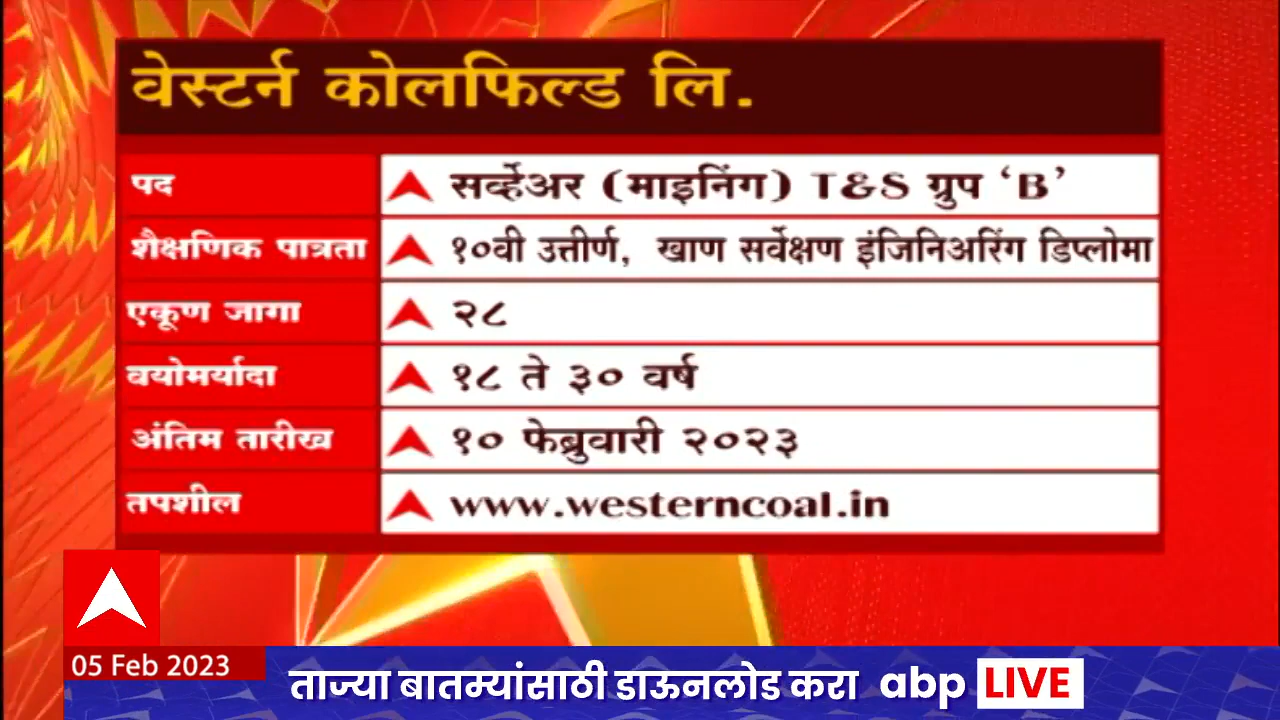 वेस्टर्न कोलफिल्ड लि.
पद सर्व्हेअर (माइनिंग) T&S ग्रुप ‘B’
शैक्षणिक पात्रता १०वी उत्तीर्ण, खाण सर्वेक्षण इंजिनिअरिंग डिप्लोमा
एकूण जागा २८
वयोमर्यादा १८ ते ३० वर्ष
अंतिम तारीख १० फेब्रुवारी २०२३
तपशील www.westerncoal.in
05 Feb 2023
ताज्या बातम्यांसाठी डाऊनलोड करा abp LIVE